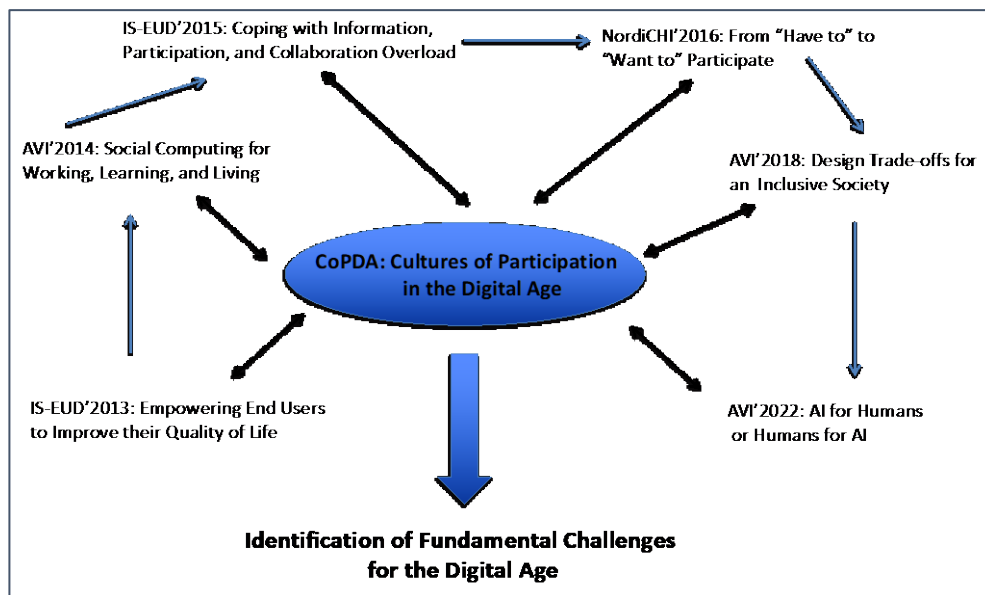 IS-EUD’2015: Coping with Information,
Participation, and Collaboration Overload
NordiCHI’2016: From “Have to” to
“Want to” Participate
AVI’2014: Social Computing for
Working, Learning, and Living
AVI’2018: Design Trade-offs for
an Inclusive Society
CoPDA: Cultures of Participation
in the Digital Age
IS-EUD’2013: Empowering End Users
to Improve their Quality of Life
AVI’2022: AI for Humans
or Humans for AI
Identification of Fundamental Challenges
for the Digital Age